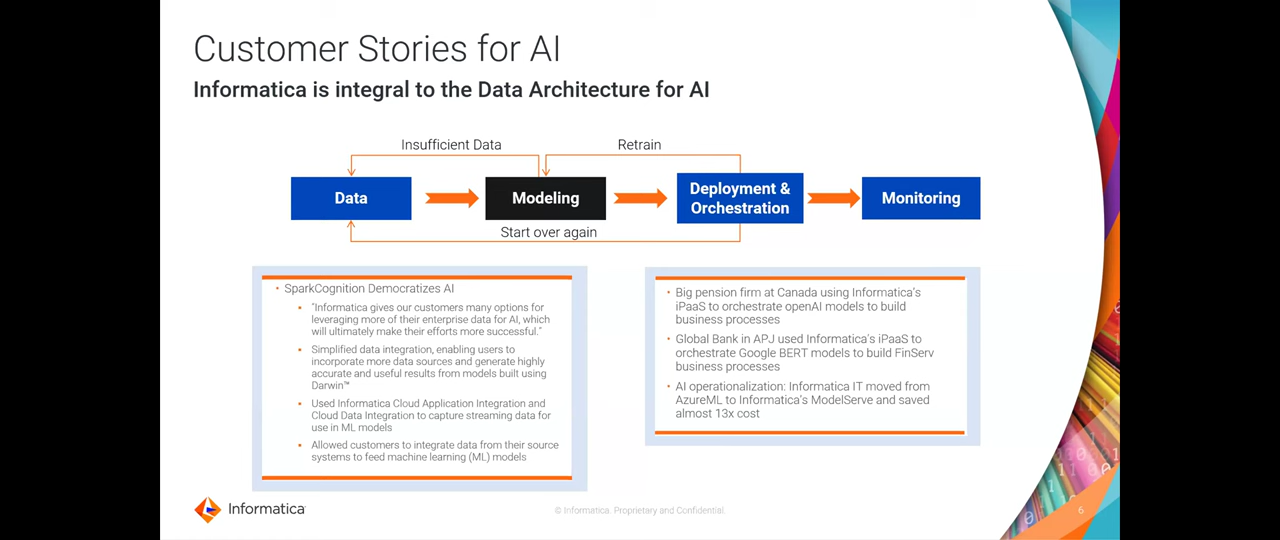 Customer Stories for AI
Informatica is integral to the Data Architecture for AI
Insufficient Data
Retrain
Data
Modeling
Deployment &
Orchestration
Monitoring
Start over again
• SparkCognition Democratizes AI
• "Informatica gives our customers many options for
leveraging more of their enterprise data for AI, which
will ultimately make their efforts more successful."
• Simplified data integration, enabling users to
incorporate more data sources and generate highly
accurate and useful results from models built using
Darwin™
• Used Informatica Cloud Application Integration and
Cloud Data Integration to capture streaming data for
use in ML models
• Allowed customers to integrate data from their source
systems to feed machine learning (ML) models
• Big pension firm at Canada using Informatica's
iPaaS to orchestrate openAI models to build
business processes
• Global Bank in APJ used Informatica's iPaaS to
orchestrate Google BERT models to build FinServ
business processes
• AI operationalization: Informatica IT moved from
AzureML to Informatica's ModelServe and saved
almost 13x cost
Informatica
© Informatica. Proprietary and Confidential.
6